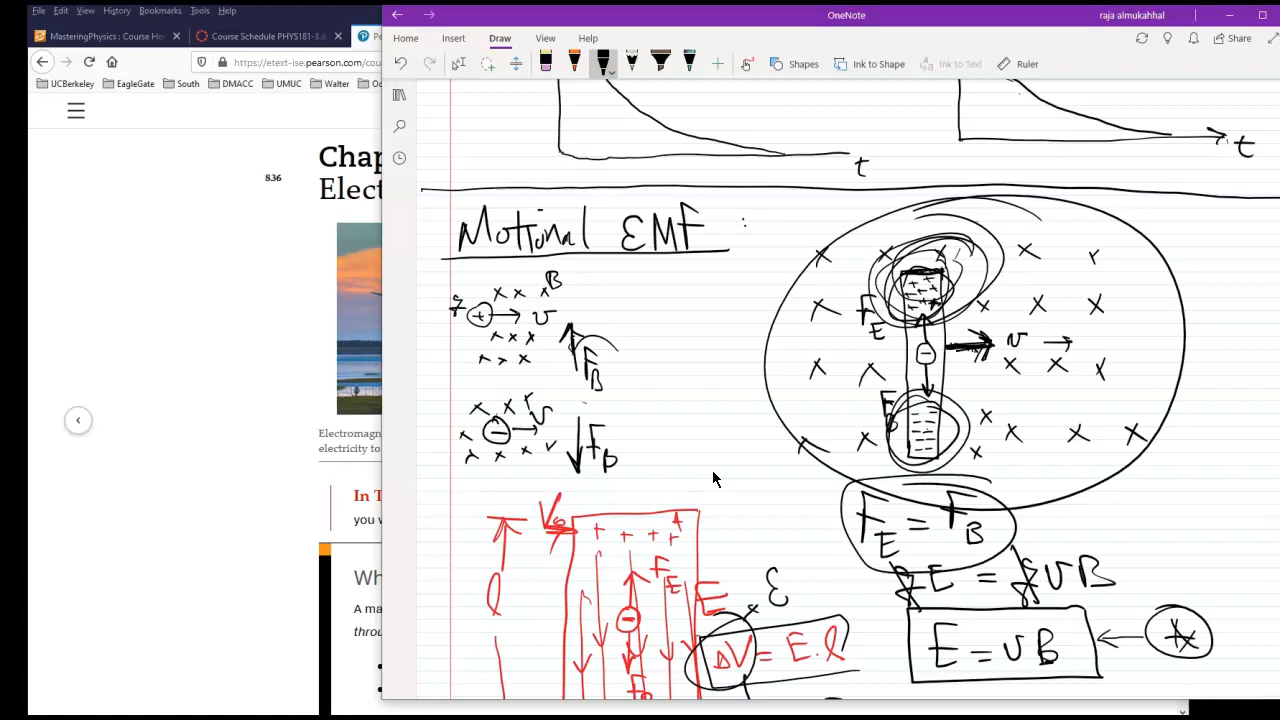 File Edit View History Bookmarks Tools Help
MasteringPhysics : Course Ho
Course Schedule PHYS181-3.0
https://etext-ise.pearson.com/cou
UCBerkeley EagleGate South DMACC UMUC Walter
OneNote
raja almukahhal
Home Insert Draw View Help
Share
Shapes Ink to Shape Ink to Text Ruler
836
Chap
Elect
Electromagn
electricity to
In T
you w
Wh
A ma
throu
t
t
Motional EMF :
q + v B
F_B
- v
F_B
F_E
- v →
F_B
F_E = F_B
qE = qvB
E = vB
ε
ΔV = E.l
l
F_E
E